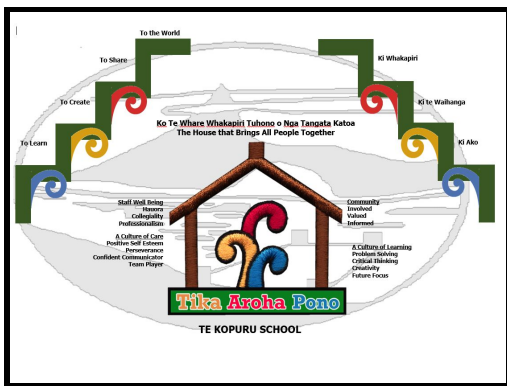 To the World
To Share
To Create
To Learn
Ki Whakapiri
Ki te Waihanga
Ki Ako
Ko Te Whare Whakapiri Tuhono o Nga Tangata Katoa
The House that Brings All People Together
Staff Well Being
Hauora
Collegiality
Professionalism
A Culture of Care
Positive Self Esteem
Perseverance
Confident Communicator
Team Player
Community
Involved
Valued
Informed
A Culture of Learning
Problem Solving
Critical Thinking
Creativity
Future Focus
Tika Aroha Pono
TE KOPURU SCHOOL